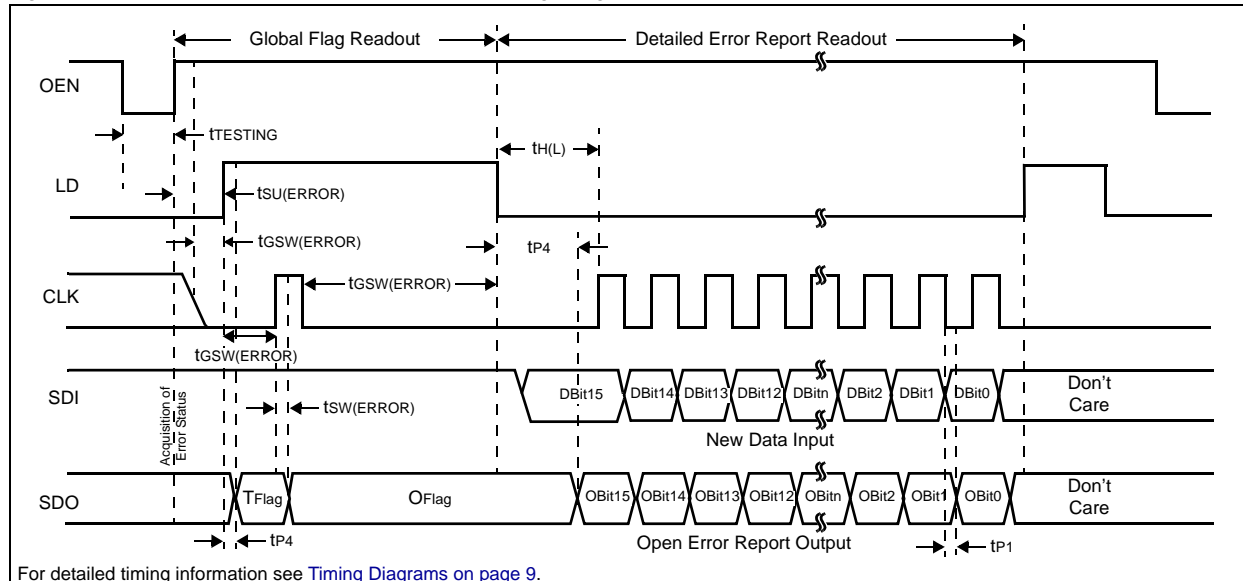 Global Flag Readout
Detailed Error Report Readout
OEN
tTESTING
tH(L)
LD
tSU(ERROR)
tGSW(ERROR)
tP4
CLK
tGSW(ERROR)
tGSW(ERROR)
Acquisition of
Error Status
SDI
DBit15 DBit14 DBit13 DBit12 DBitn DBit2 DBit1 DBit0 Don't
Care
tSW(ERROR)
New Data Input
SDO
TFlag OFlag OBit15 OBit14 OBit13 OBit12 OBitn OBit2 OBit1 OBit0 Don't
Care
tP4
Open Error Report Output
tP1
For detailed timing information see Timing Diagrams on page 9.